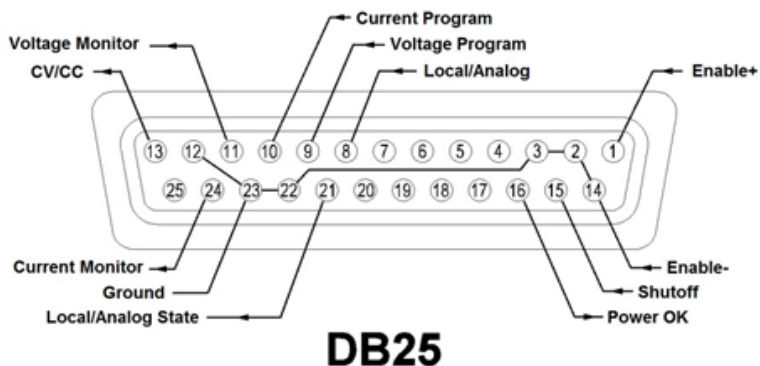 Current Program
Voltage Monitor
Voltage Program
CV/CC
Local/Analog
Enable+
13 12 11 10 9 8 7 6 5 4 3 2 1
25 24 23 22 21 20 19 18 17 16 15 14
Current Monitor
Enable-
Ground
Shutoff
Local/Analog State
Power OK
DB25